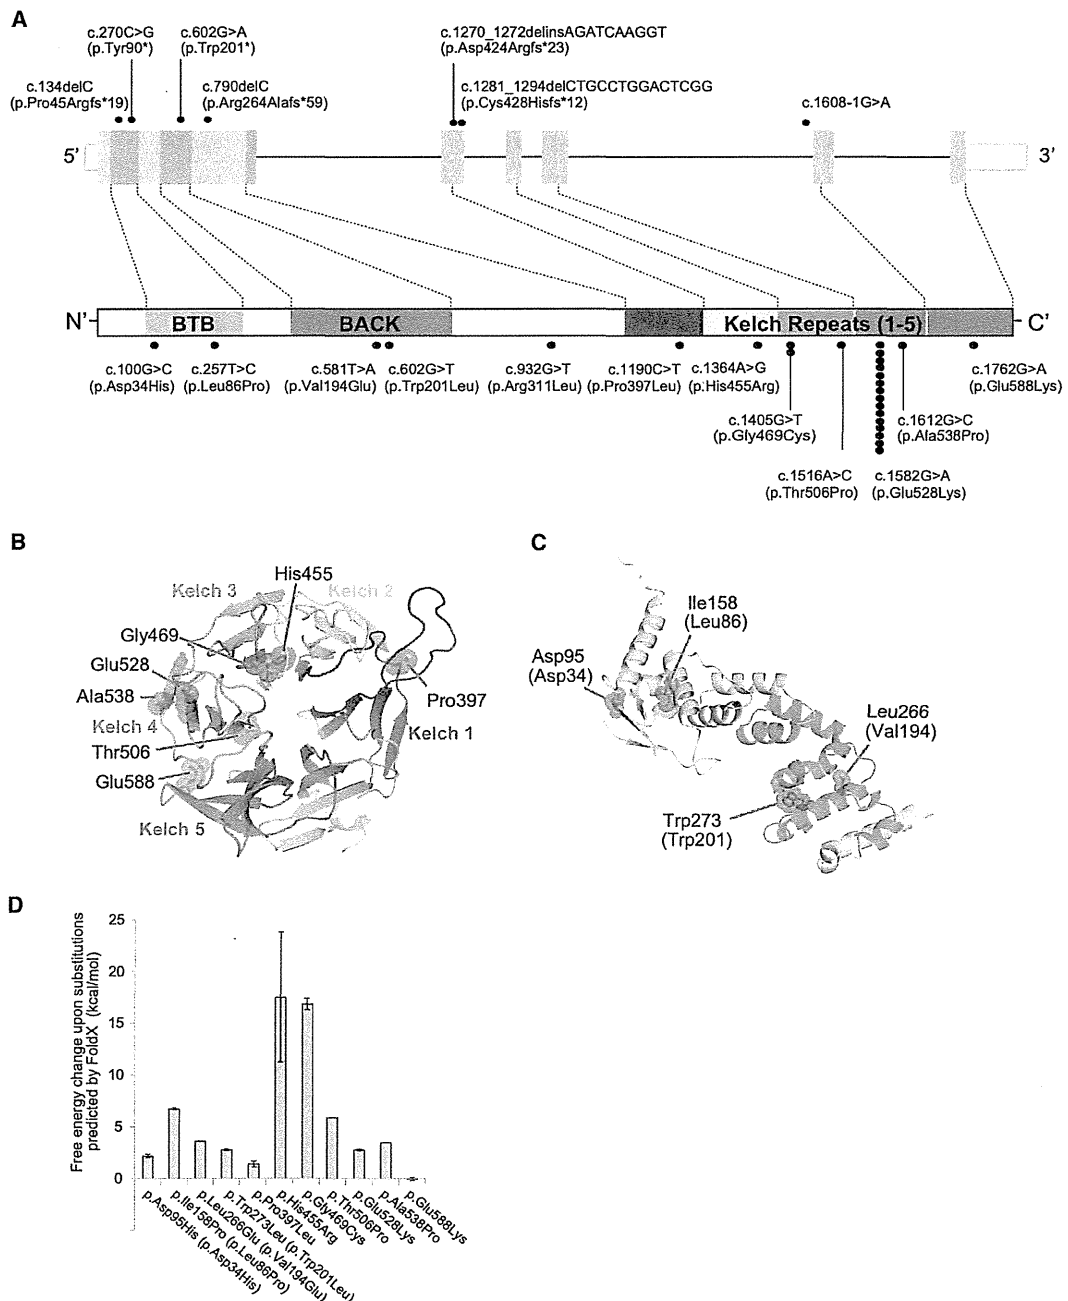 A
c.270C>G
(p.Tyr90*)
c.602G>A
(p.Trp201*)
c.1270_1272delinsAGATCAAGGT
(p.Asp424Argfs*23)
c.134delC
(p.Pro45Argfs*19)
c.790delC
(p.Arg264Alafs*59)
c.1281_1294delCTGCCTGGACTCGG
(p.Cys428Hisfs*12)
c.1608-1G>A
5'
3'
N'
BTB
BACK
Kelch Repeats (1-5)
C'
c.100G>C
(p.Asp34His)
c.257T>C
(p.Leu86Pro)
c.581T>A
(p.Val194Glu)
c.602G>T
(p.Trp201Leu)
c.932G>T
(p.Arg311Leu)
c.1190C>T
(p.Pro397Leu)
c.1364A>G
(p.His455Arg)
c.1762G>A
(p.Glu588Lys)
c.1405G>T
(p.Gly469Cys)
c.1612G>C
(p.Ala538Pro)
c.1516A>C
(p.Thr506Pro)
c.1582G>A
(p.Glu528Lys)
B
His455
Kelch 3
Kelch 2
Gly469
Glu528
Ala538
Kelch 4
Thr506
Glu588
Kelch 5
Pro397
Kelch 1
C
Ile158
(Leu86)
Asp95
(Asp34)
Leu266
(Val194)
Trp273
(Trp201)
D
Free energy change upon substitutions
predicted by FoldX (kcal/mol)
25
20
15
10
5
0
p.Asp95His (p.Asp34His)
p.Ile158Pro (p.Leu86Pro)
p.Leu266Glu (p.Val194Glu)
p.Trp273Leu (p.Trp201Leu)
p.Pro397Leu
p.His455Arg
p.Gly469Cys
p.Thr506Pro
p.Glu528Lys
p.Ala538Pro
p.Glu588Lys